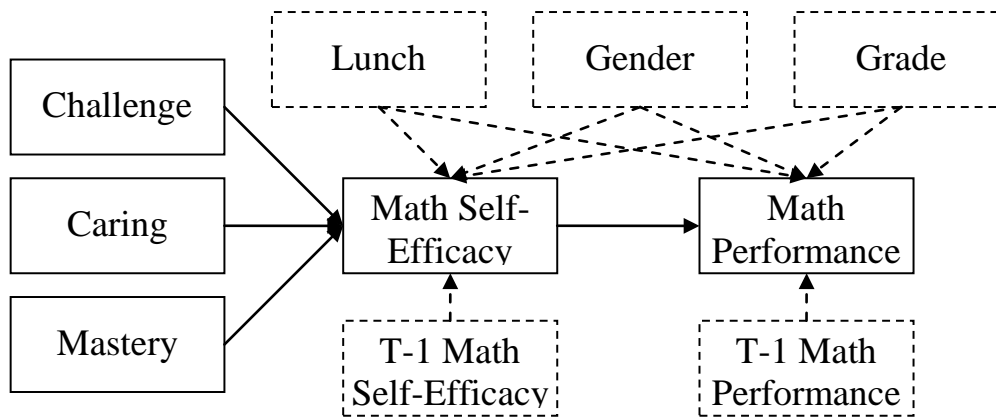 Lunch
Gender
Grade
Challenge
Caring
Mastery
Math Self-
Efficacy
Math
Performance
T-1 Math
Self-Efficacy
T-1 Math
Performance